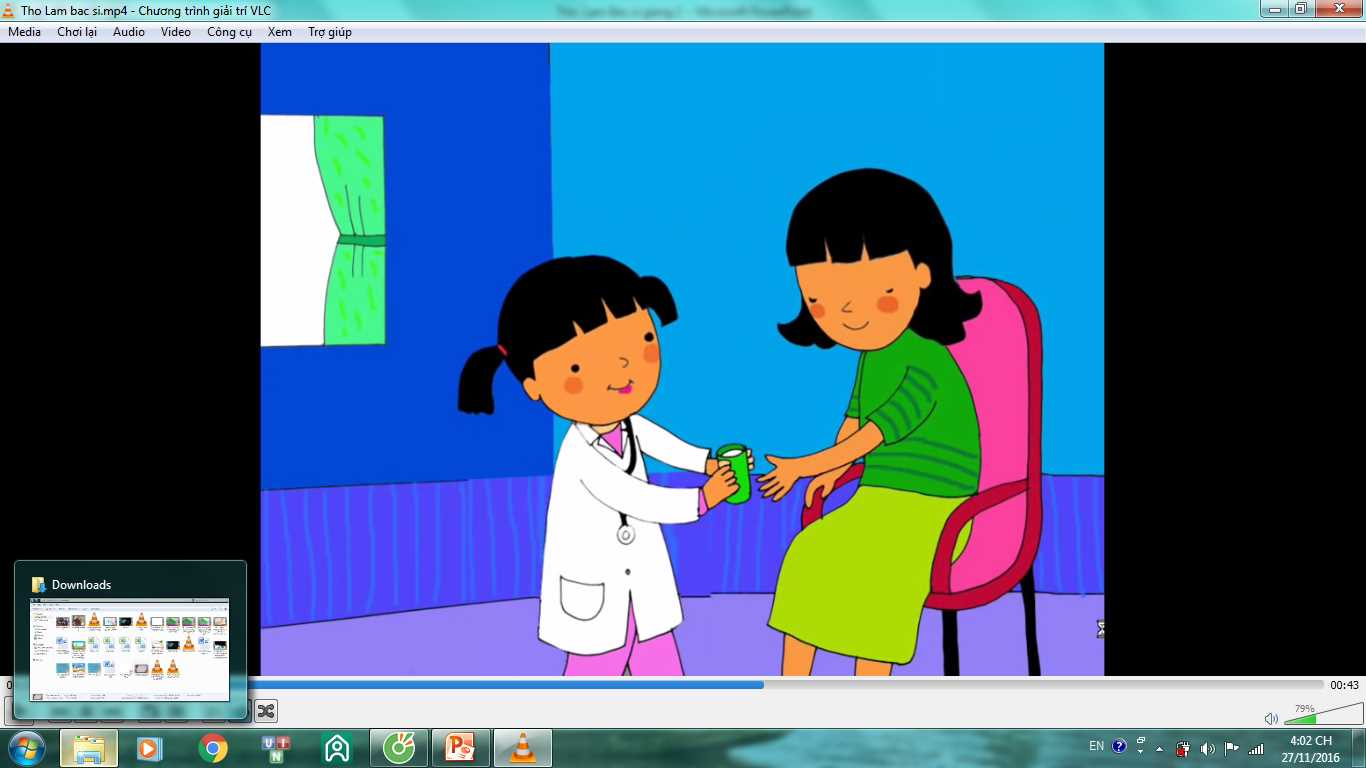 Tho Lam bac si.mp4 - Chương trình giải trí VLC
Media Chơi lại Audio Video Công cụ Xem Trợ giúp
Downloads
00:43
79%
U I N
EN
4:02 CH
27/11/2016